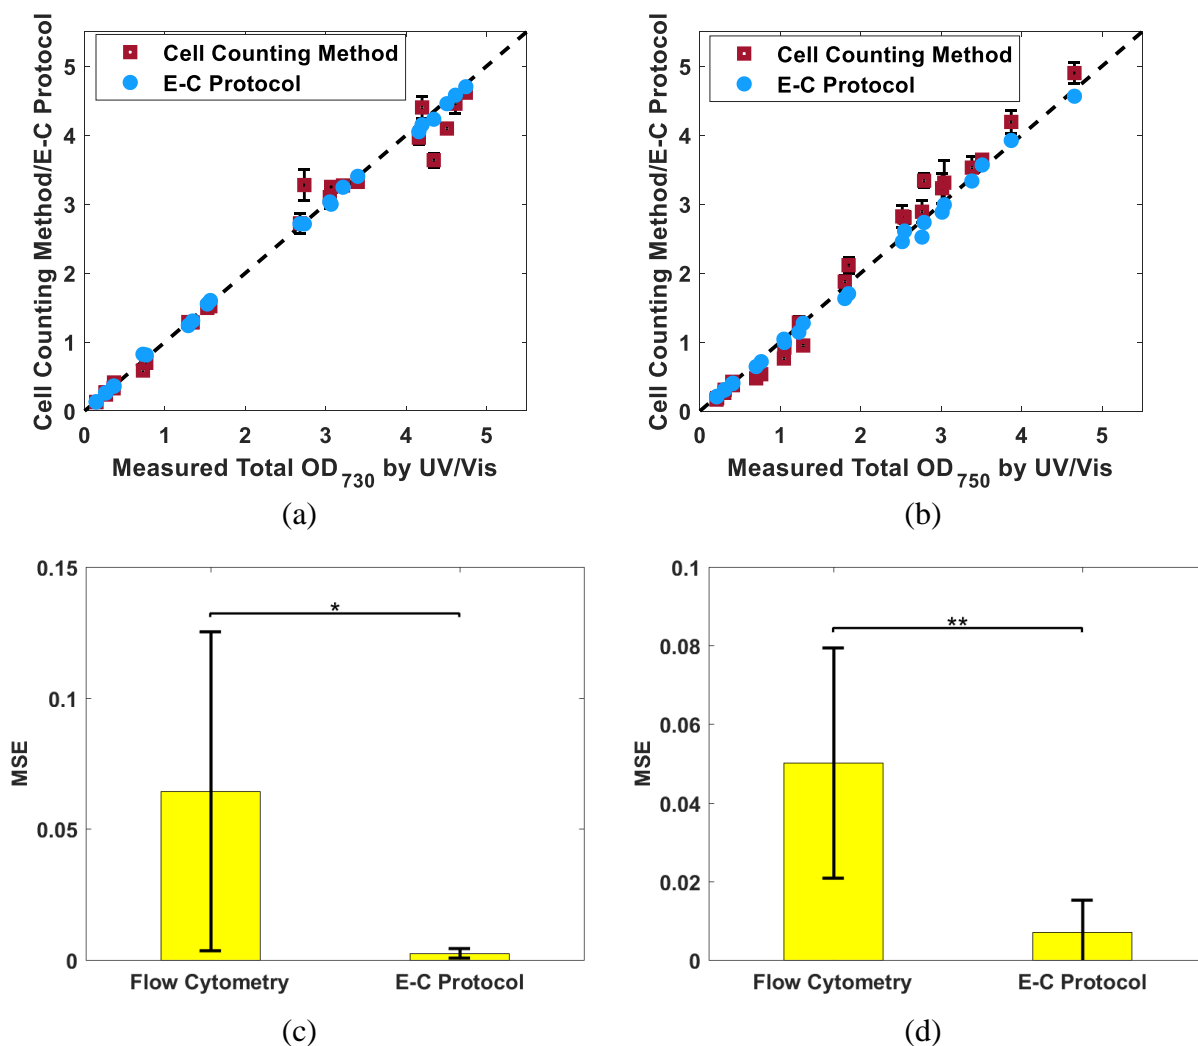 Cell Counting Method/E-C Protocol
5
4
3
2
1
0
Cell Counting Method
E-C Protocol
0 1 2 3 4 5
Measured Total OD730 by UV/Vis
(a)
Cell Counting Method/E-C Protocol
5
4
3
2
1
0
Cell Counting Method
E-C Protocol
0 1 2 3 4 5
Measured Total OD750 by UV/Vis
(b)
MSE
0.15
0.1
0.05
0
*
Flow Cytometry E-C Protocol
(c)
MSE
0.1
0.08
0.06
0.04
0.02
0
**
Flow Cytometry E-C Protocol
(d)